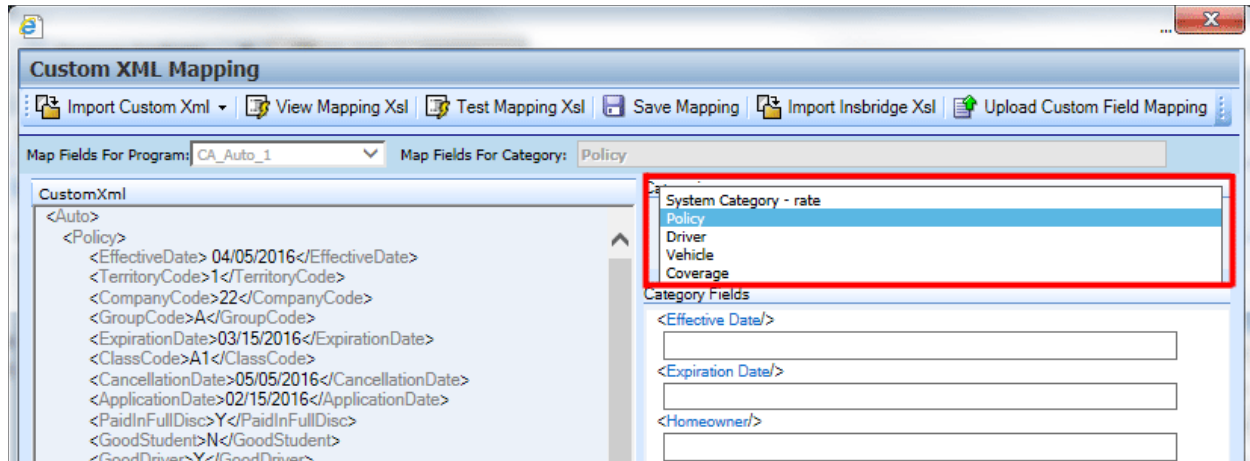 ... X
Custom XML Mapping
Import Custom Xml View Mapping Xsl Test Mapping Xsl Save Mapping Import Insbridge Xsl Upload Custom Field Mapping
Map Fields For Program: CA_Auto_1 Map Fields For Category: Policy
CustomXml
<Auto>
<Policy>
<EffectiveDate> 04/05/2016</EffectiveDate>
<TerritoryCode>1</TerritoryCode>
<CompanyCode>22</CompanyCode>
<GroupCode>A</GroupCode>
<ExpirationDate>03/15/2016</ExpirationDate>
<ClassCode>A1</ClassCode>
<CancellationDate>05/05/2016</CancellationDate>
<ApplicationDate>02/15/2016</ApplicationDate>
<PaidInFullDisc>Y</PaidInFullDisc>
<GoodStudent>N</GoodStudent>
<GoodDriver>Y</GoodDriver>
System Category - rate
Policy
Driver
Vehicle
Coverage
Category Fields
<Effective Date/>
<Expiration Date/>
<Homeowner/>